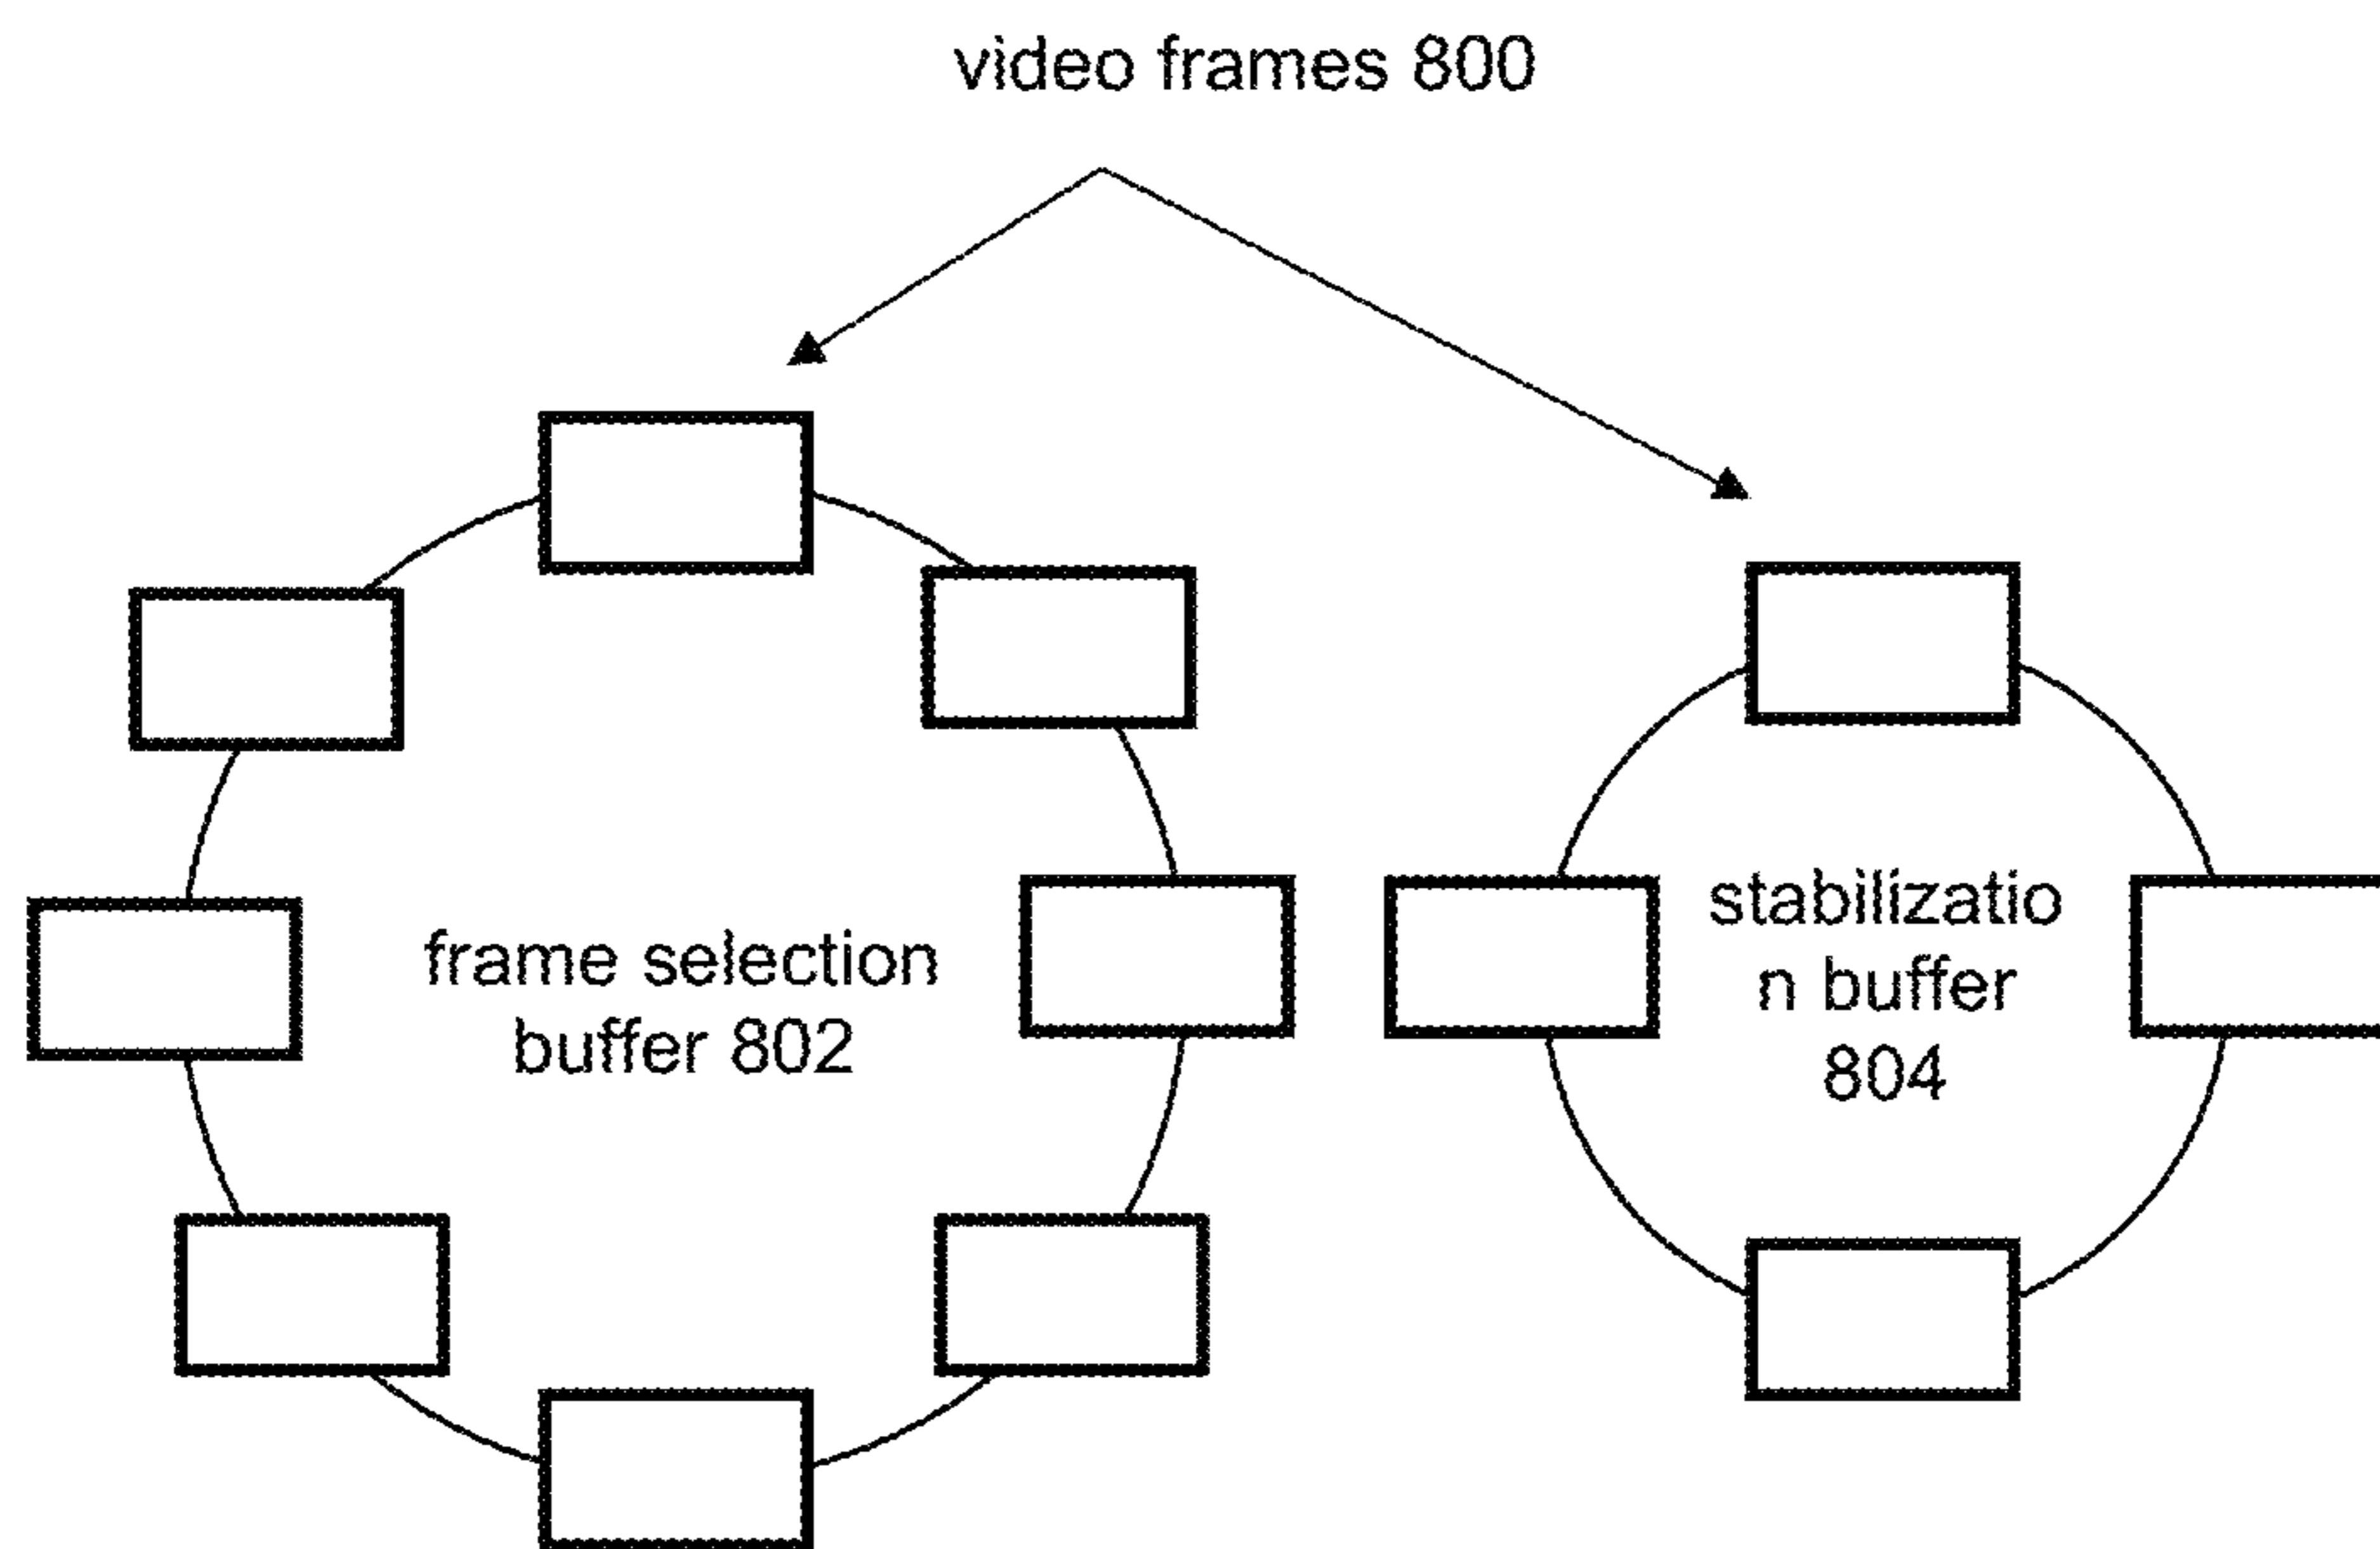 video frames 800
frame selection
buffer 802
stabilizatio
n buffer
804